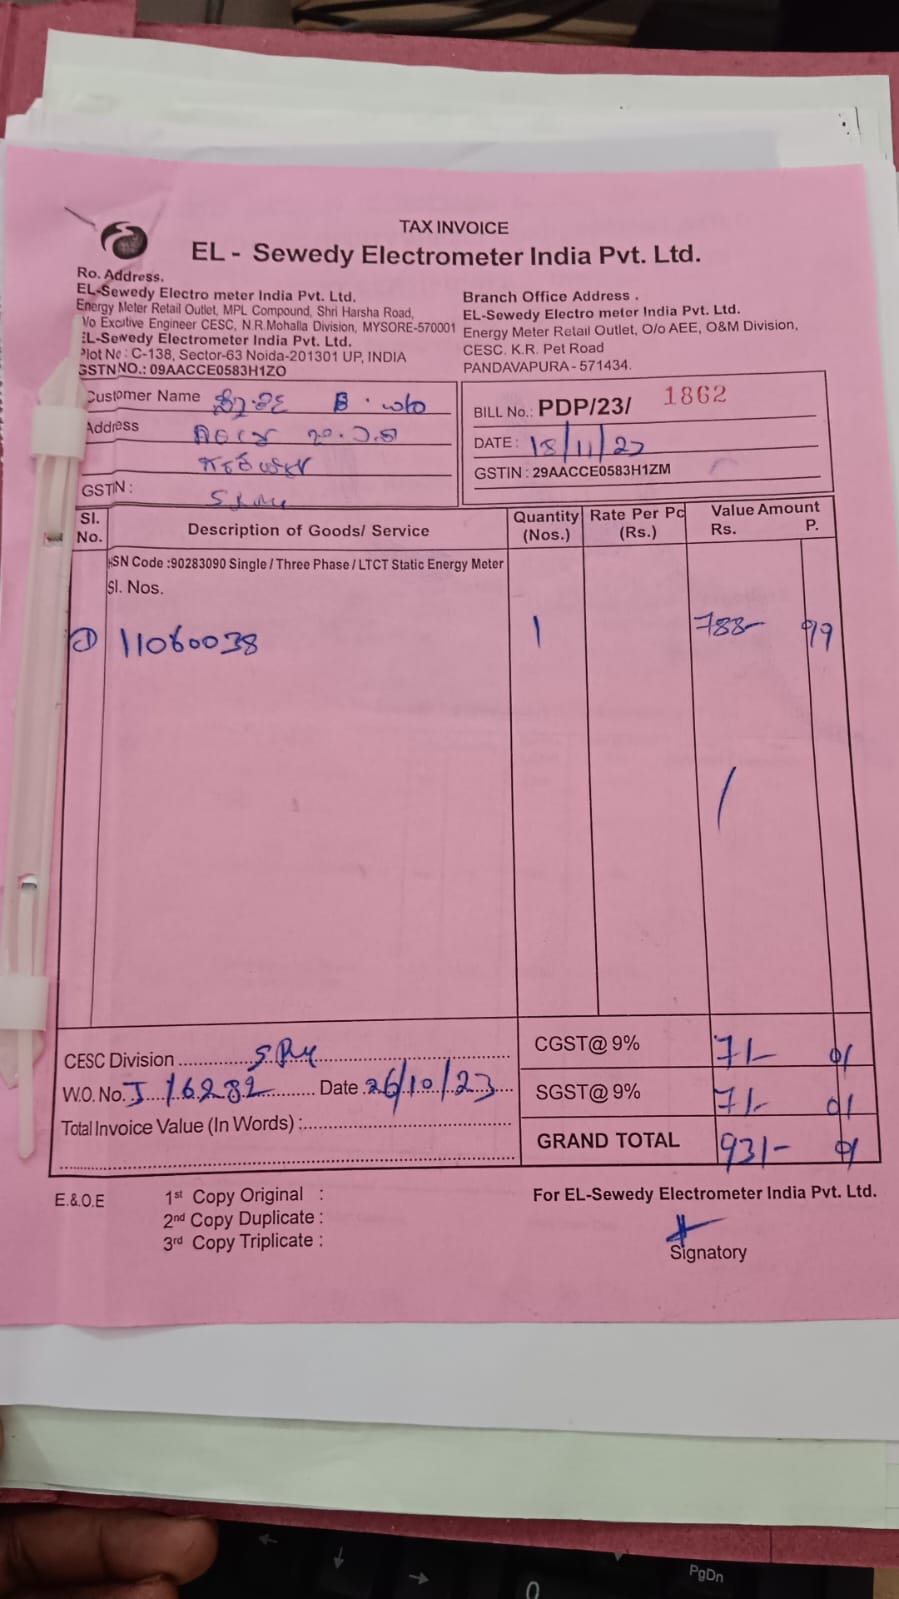 TAX INVOICE
EL - Sewedy Electrometer India Pvt. Ltd.
Ro. Address.
EL-Sewedy Electro meter India Pvt. Ltd.
Energy Meter Retail Outlet, MPL Compound, Shri Harsha Road,
Excitive Engineer CESC, N.R.Mohalla Division, MYSORE-570001
EL-Sewedy Electrometer India Pvt. Ltd.
Plot No : C-138, Sector-63 Noida-201301 UP, INDIA
GSTNNO.: 09AACCE0583H1ZO
Branch Office Address .
EL-Sewedy Electro meter India Pvt. Ltd.
Energy Meter Retail Outlet, O/o AEE, O&M Division,
CESC. K.R. Pet Road
PANDAVAPURA - 571434.
Customer Name
Address
GSTIN :
BILL No.: PDP/23/ 1862
DATE : 18/11/23
GSTIN : 29AACCE0583H1ZM
Sl. No. Description of Goods/ Service Quantity (Nos.) Rate Per Pc (Rs.) Value Amount Rs. P.
HSN Code :90283090 Single / Three Phase / LTCT Static Energy Meter
Sl. Nos.
① 11060038 1 788- 99
CESC Division
W.O. No. J 16282 Date 26/10/23
Total Invoice Value (In Words) :
CGST@ 9% 71- 01
SGST@ 9% 71- 01
GRAND TOTAL 931- 01
E.&.O.E
1st Copy Original :
2nd Copy Duplicate :
3rd Copy Triplicate :
For EL-Sewedy Electrometer India Pvt. Ltd.
Signatory
PgDn
0